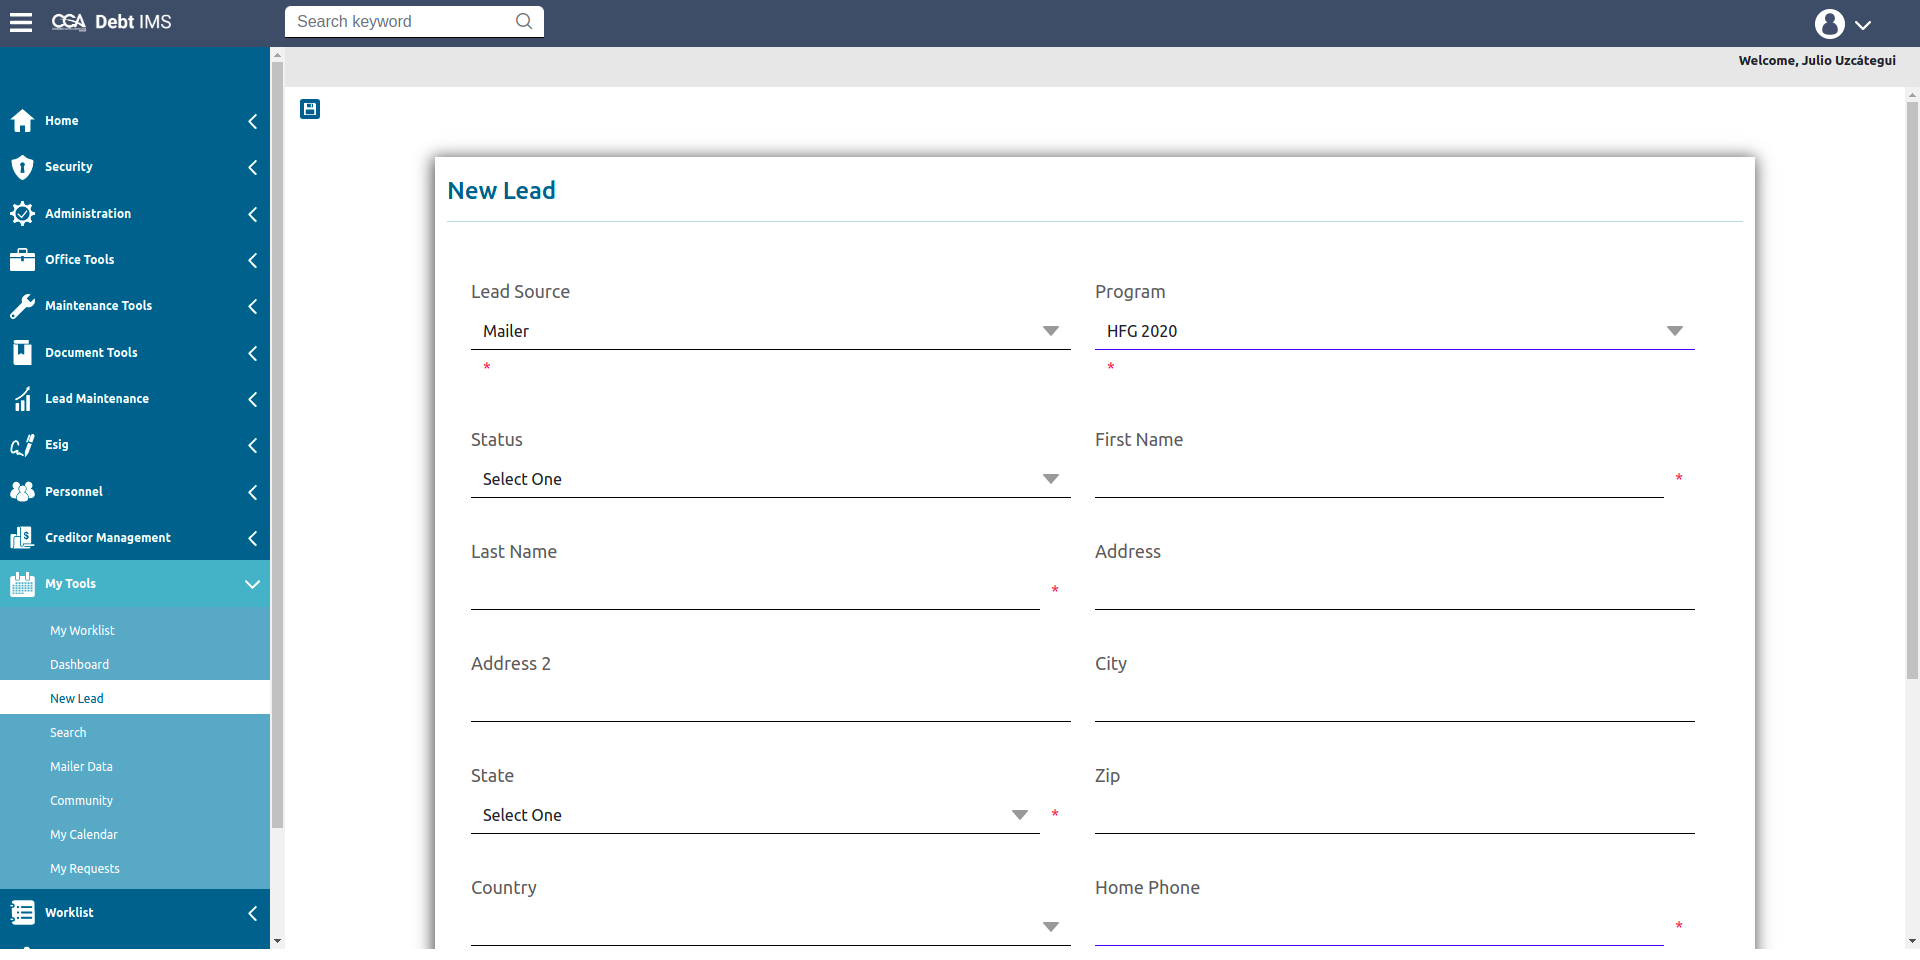 CGA Debt IMS
Search keyword
Welcome, Julio Uzcátegui
Home
Security
Administration
Office Tools
Maintenance Tools
Document Tools
Lead Maintenance
Esig
Personnel
Creditor Management
My Tools
My Worklist
Dashboard
New Lead
Search
Mailer Data
Community
My Calendar
My Requests
Worklist
New Lead
Lead Source
Program
Mailer
HFG 2020
*
*
Status
First Name
Select One
*
Last Name
Address
*
Address 2
City
State
Zip
Select One
*
Country
Home Phone
*